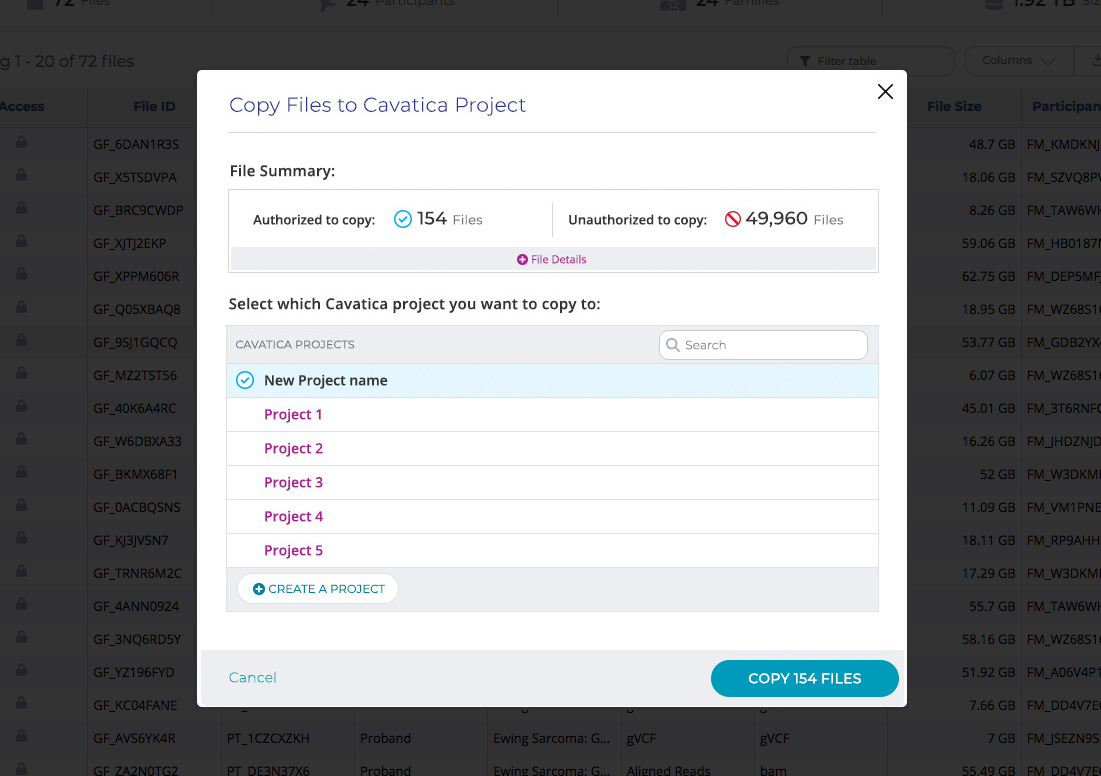 72 Files 24 Participants 24 Families 1.92 TB
g 1 - 20 of 72 files Filter table Columns
Access File ID File Size Participan
GF_6DAN1R3S 48.7 GB FM_KMDKNJ
GF_X5TSDVPA 18.06 GB FM_SZVQ8PV
GF_BRC9CWDP 8.26 GB FM_TAW6WH
GF_XJTJ2EKP 59.06 GB FM_HB0187N
GF_XPPM606R 62.75 GB FM_DEP5MF
GF_Q05XBAQ8 18.95 GB FM_WZ68S1
GF_9SJ1GQCQ 53.77 GB FM_GDB2YX
GF_MZ2TST56 6.07 GB FM_WZ68S1
GF_40K6A4RC 45.01 GB FM_3T6RNF
GF_W6DBXA33 16.26 GB FM_JHDZNJD
GF_BKMX68F1 52 GB FM_W3DKM
GF_0ACBQSNS 11.09 GB FM_VM1PNE
GF_KJ3JVSN7 18.11 GB FM_RP9AHH
GF_TRNR6M2C 17.29 GB FM_W3DKM
GF_4ANN0924 55.7 GB FM_TAW6WH
GF_3NQ6RD5Y 58.16 GB FM_WZ68S1
GF_YZ196FYD 51.92 GB FM_A06V4P1
GF_KC04FANE 7.66 GB FM_DD4V7E
GF_AVS6YK4R PT_1CZCXZKH Proband Ewing Sarcoma: G... gVCF gVCF 7 GB FM_JSEZN9S
GF_ZA2N0TG2 PT_DE3N37X6 Proband Ewing Sarcoma: G... Aligned Reads bam 55.49 GB FM_DD4V7E
Copy Files to Cavatica Project
File Summary:
Authorized to copy: 154 Files Unauthorized to copy: 49,960 Files
File Details
Select which Cavatica project you want to copy to:
CAVATICA PROJECTS Search
New Project name
Project 1
Project 2
Project 3
Project 4
Project 5
CREATE A PROJECT
Cancel COPY 154 FILES